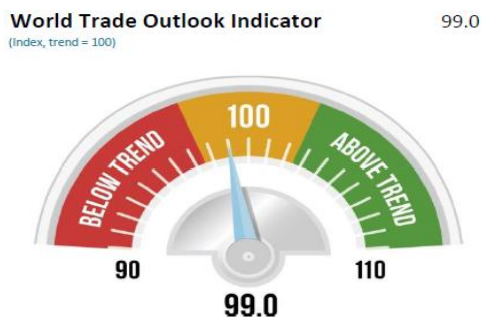 World Trade Outlook Indicator 99.0
(Index, trend = 100)
100
BELOW TREND
ABOVE TREND
90
110
99.0